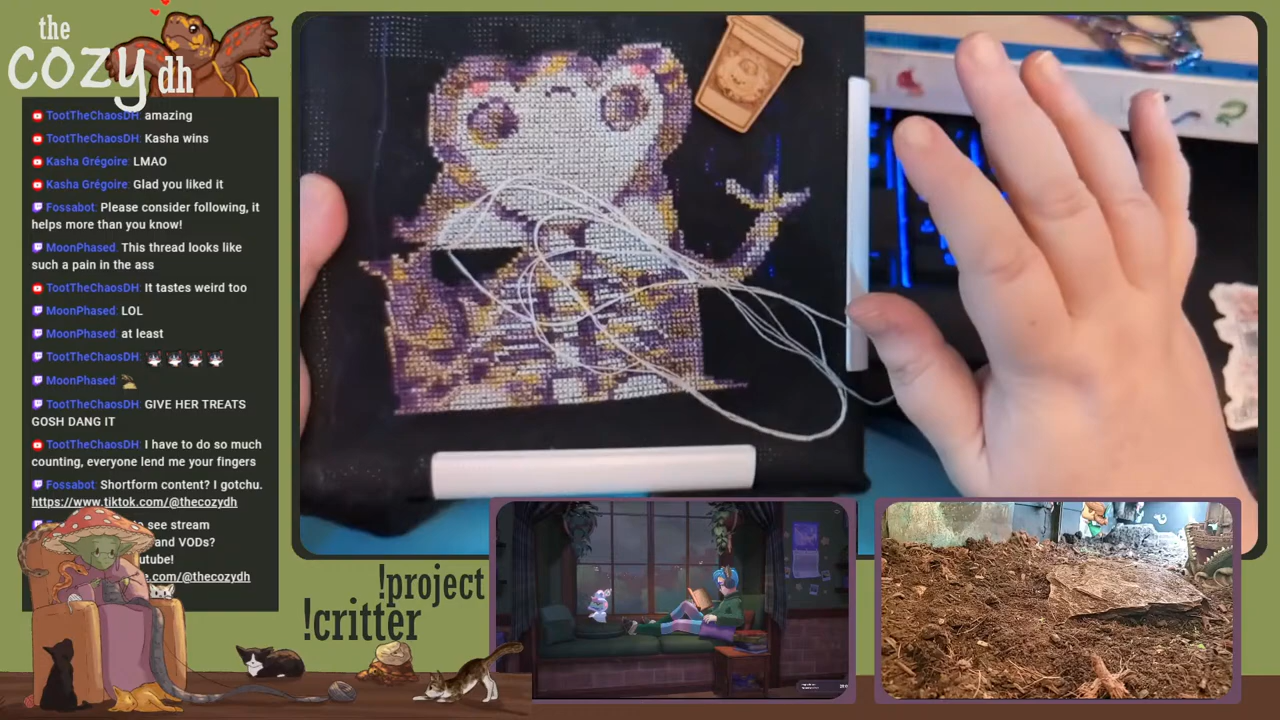 the
cozy dh
TootTheChaosDH: amazing
TootTheChaosDH: Kasha wins
Kasha Grégoire: LMAO
Kasha Grégoire: Glad you liked it
Fossabot: Please consider following, it
helps more than you know!
MoonPhased: This thread looks like
such a pain in the ass
TootTheChaosDH: It tastes weird too
MoonPhased: LOL
MoonPhased: at least
TootTheChaosDH:
MoonPhased:
TootTheChaosDH: GIVE HER TREATS
GOSH DANG IT
TootTheChaosDH: I have to do so much
counting, everyone lend me your fingers
Fossabot: Shortform content? I gotchu.
https://www.tiktok.com/@thecozydh
see stream
and VODs?
utube!
e.com/@thecozydh
!project
!critter